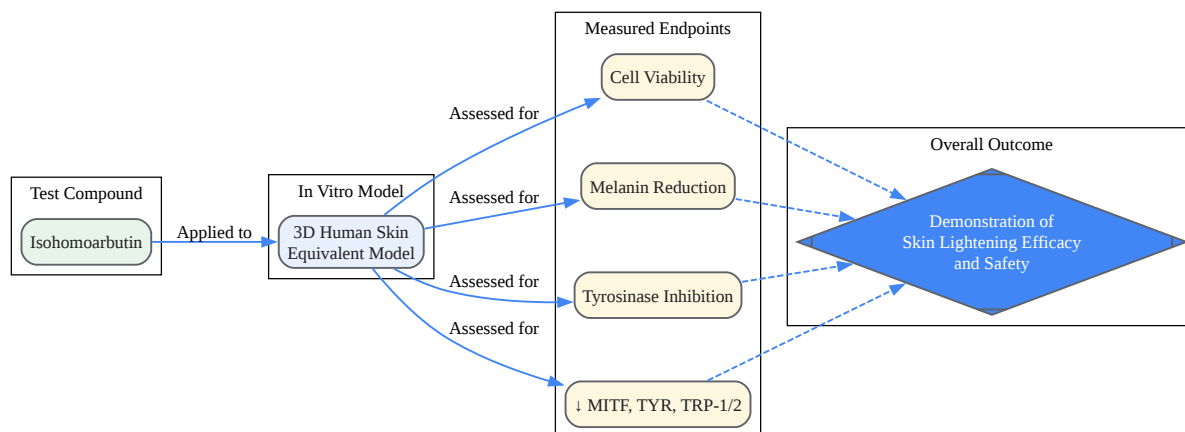 Test Compound
Isohomoarbutin
Applied to
In Vitro Model
3D Human Skin
Equivalent Model
Assessed for
Assessed for
Assessed for
Assessed for
Measured Endpoints
Cell Viability
Melanin Reduction
Tyrosinase Inhibition
↓ MITF, TYR, TRP-1/2
Overall Outcome
Demonstration of
Skin Lightening Efficacy
and Safety